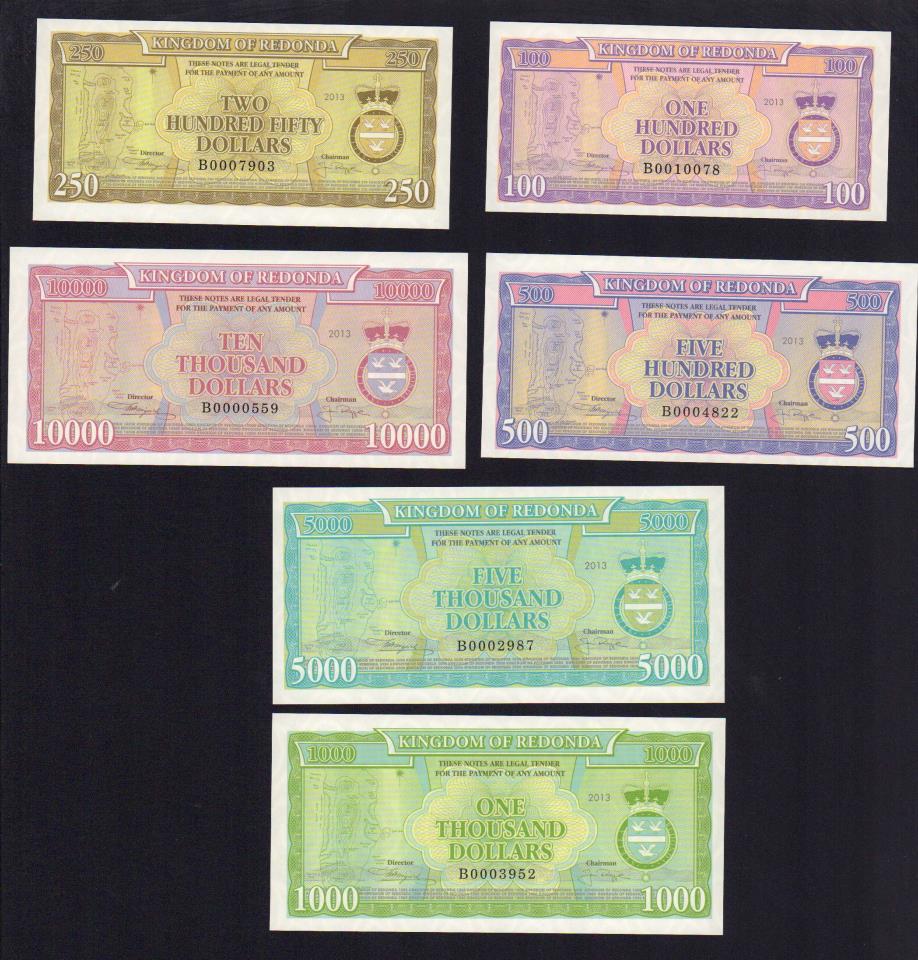 KINGDOM OF REDONDA
250 250
THESE NOTES ARE LEGAL TENDER
FOR THE PAYMENT OF ANY AMOUNT
2013
TWO
HUNDRED FIFTY
DOLLARS
Director Chairman
B0007903
250 250
KINGDOM OF REDONDA
100 100
THESE NOTES ARE LEGAL TENDER
FOR THE PAYMENT OF ANY AMOUNT
2013
ONE
HUNDRED
DOLLARS
Director Chairman
B0010078
100 100
KINGDOM OF REDONDA
10000 10000
THESE NOTES ARE LEGAL TENDER
FOR THE PAYMENT OF ANY AMOUNT
2013
TEN
THOUSAND
DOLLARS
Director Chairman
B0000559
10000 10000
KINGDOM OF REDONDA
500 500
THESE NOTES ARE LEGAL TENDER
FOR THE PAYMENT OF ANY AMOUNT
2013
FIVE
HUNDRED
DOLLARS
Director Chairman
B0004822
500 500
KINGDOM OF REDONDA
5000 5000
THESE NOTES ARE LEGAL TENDER
FOR THE PAYMENT OF ANY AMOUNT
2013
FIVE
THOUSAND
DOLLARS
Director Chairman
B0002987
5000 5000
KINGDOM OF REDONDA
1000 1000
THESE NOTES ARE LEGAL TENDER
FOR THE PAYMENT OF ANY AMOUNT
2013
ONE
THOUSAND
DOLLARS
Director Chairman
B0003952
1000 1000